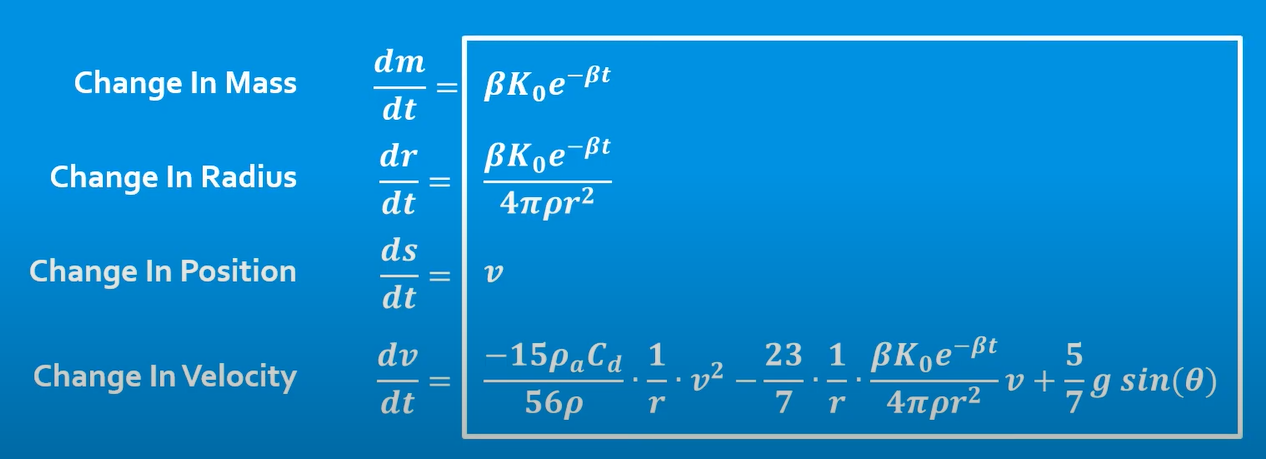 Change In Mass dm/dt = βK₀e^(−βt)
Change In Radius dr/dt = βK₀e^(−βt)/4πρr²
Change In Position ds/dt = v
Change In Velocity dv/dt = −15ρₐC_d/56ρ · 1/r · v² − 23/7 · 1/r · βK₀e^(−βt)/4πρr² v + 5/7 g sin(θ)